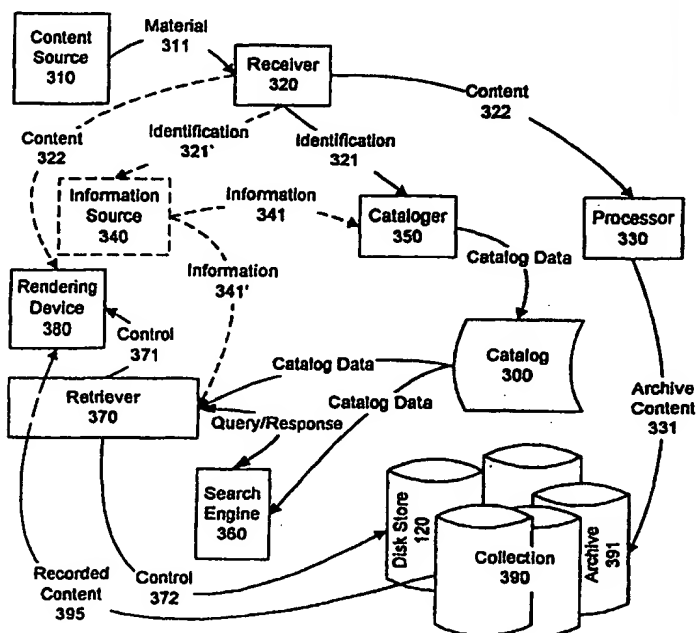 Content
Source
310
Material
311
Receiver
320
Content
322
Content
322
Identification
321'
Identification
321
Information
Source
340
Information
341
Cataloger
350
Processor
330
Information
341'
Catalog Data
Rendering
Device
380
Control
371
Catalog
300
Catalog Data
Retriever
370
Catalog Data
Archive
Content
331
Query/Response
Search
Engine
360
Disk Store
120
Collection
390
Archive
391
Recorded
Content
395
Control
372